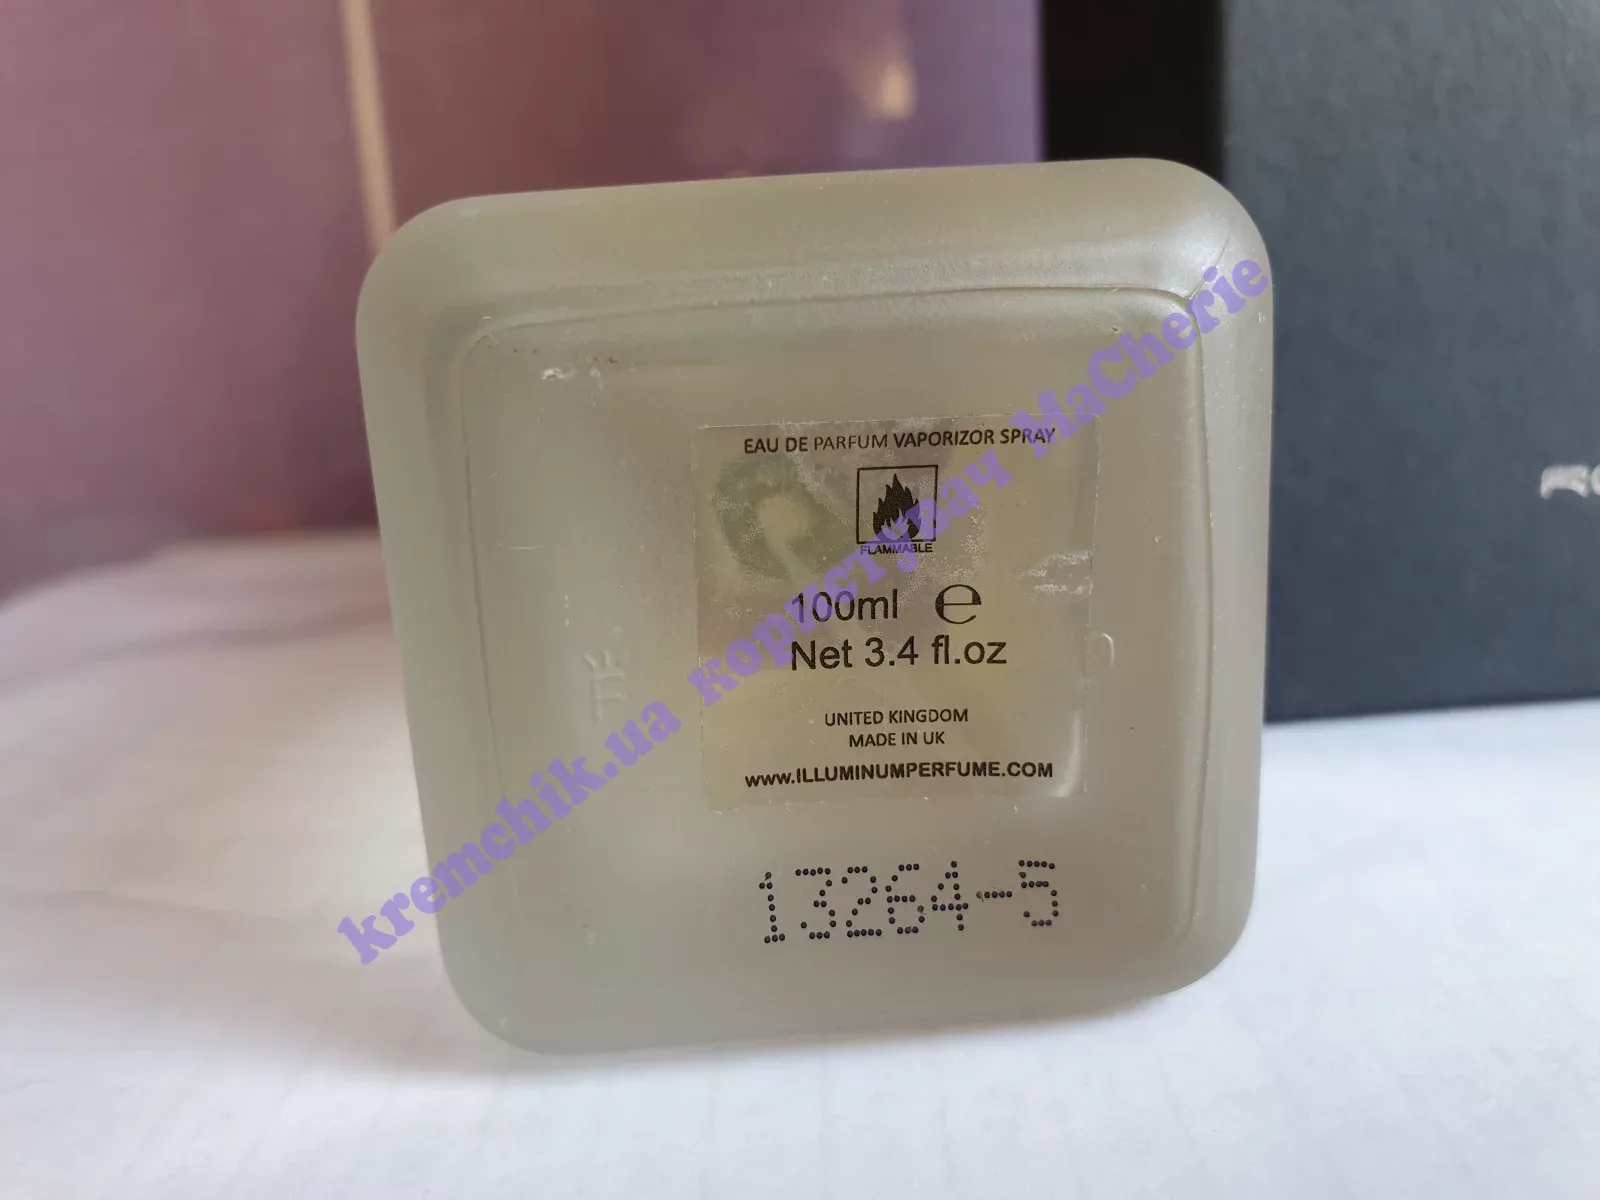 EAU DE PARFUM VAPORIZOR SPRAY
FLAMMABLE
100ml ℮
Net 3.4 fl.oz
UNITED KINGDOM
MADE IN UK
www.ILLUMINUMPERFUME.COM
13264-5
kremchik.ua користувач MaCherie